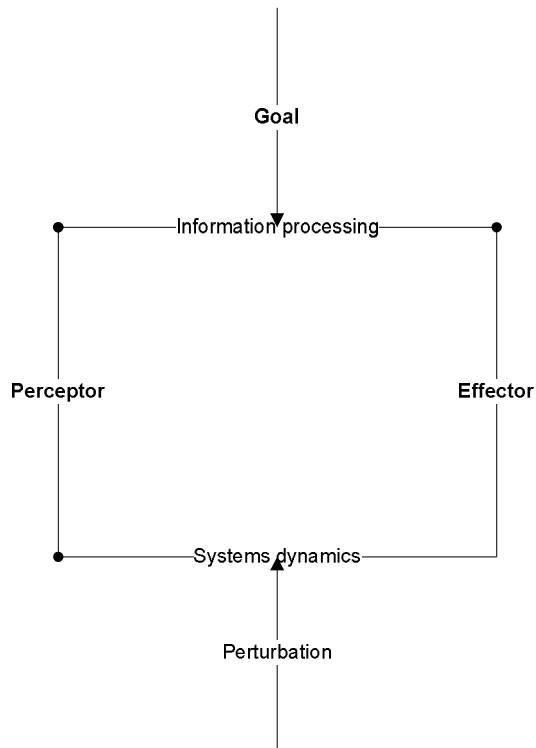 Goal
Information processing
Perceptor
Effector
Systems dynamics
Perturbation